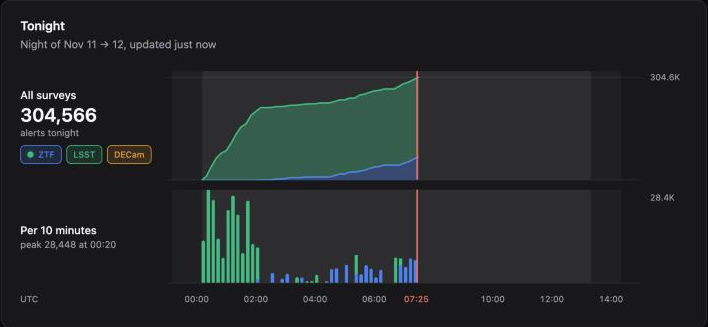 Tonight
Night of Nov 11 → 12, updated just now
All surveys
304,566
alerts tonight
ZTF LSST DECam
304.6K
Per 10 minutes
peak 28,448 at 00:20
28.4K
UTC 00:00 02:00 04:00 06:00 07:25 10:00 12:00 14:00